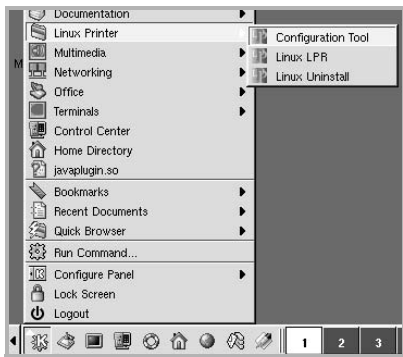 Documentation
Linux Printer
Multimedia
M
Networking
Office
Terminals
Control Center
Home Directory
javaplugin.so
Bookmarks
Recent Documents
Quick Browser
Run Command...
Configure Panel
Lock Screen
Logout
Configuration Tool
Linux LPR
Linux Uninstall
1 2 3